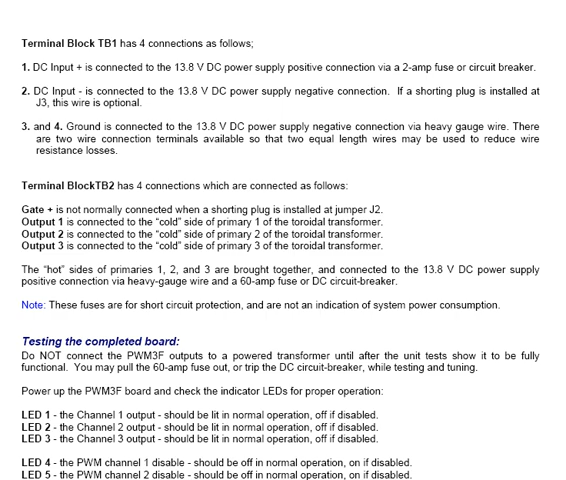 Terminal Block TB1 has 4 connections as follows;
1. DC Input + is connected to the 13.8 V DC power supply positive connection via a 2-amp fuse or circuit breaker.
2. DC Input - is connected to the 13.8 V DC power supply negative connection. If a shorting plug is installed at
J3, this wire is optional.
3. and 4. Ground is connected to the 13.8 V DC power supply negative connection via heavy gauge wire. There
are two wire connection terminals available so that two equal length wires may be used to reduce wire
resistance losses.
Terminal BlockTB2 has 4 connections which are connected as follows:
Gate + is not normally connected when a shorting plug is installed at jumper J2.
Output 1 is connected to the "cold" side of primary 1 of the toroidal transformer.
Output 2 is connected to the "cold" side of primary 2 of the toroidal transformer.
Output 3 is connected to the "cold" side of primary 3 of the toroidal transformer.
The "hot" sides of primaries 1, 2, and 3 are brought together, and connected to the 13.8 V DC power supply
positive connection via heavy-gauge wire and a 60-amp fuse or DC circuit-breaker.
Note: These fuses are for short circuit protection, and are not an indication of system power consumption.
Testing the completed board:
Do NOT connect the PWM3F outputs to a powered transformer until after the unit tests show it to be fully
functional. You may pull the 60-amp fuse out, or trip the DC circuit-breaker, while testing and tuning.
Power up the PWM3F board and check the indicator LEDs for proper operation:
LED 1 - the Channel 1 output - should be lit in normal operation, off if disabled.
LED 2 - the Channel 2 output - should be lit in normal operation, off if disabled.
LED 3 - the Channel 3 output - should be lit in normal operation, off if disabled.
LED 4 - the PWM channel 1 disable - should be off in normal operation, on if disabled.
LED 5 - the PWM channel 2 disable - should be off in normal operation, on if disabled.